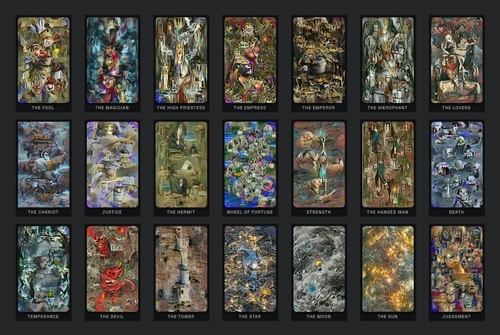 THE FOOL
THE MAGICIAN
THE HIGH PRIESTESS
THE EMPRESS
THE EMPEROR
THE HIEROPHANT
THE LOVERS
THE CHARIOT
JUSTICE
THE HERMIT
WHEEL OF FORTUNE
STRENGTH
THE HANGED MAN
DEATH
TEMPERANCE
THE DEVIL
THE TOWER
THE STAR
THE MOON
THE SUN
JUDGEMENT